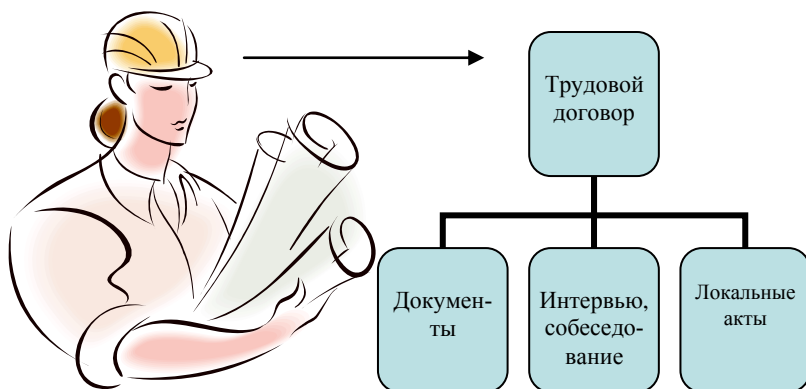 Трудовой
договор
Докумен-
ты
Интервью,
собеседо-
вание
Локальные
акты